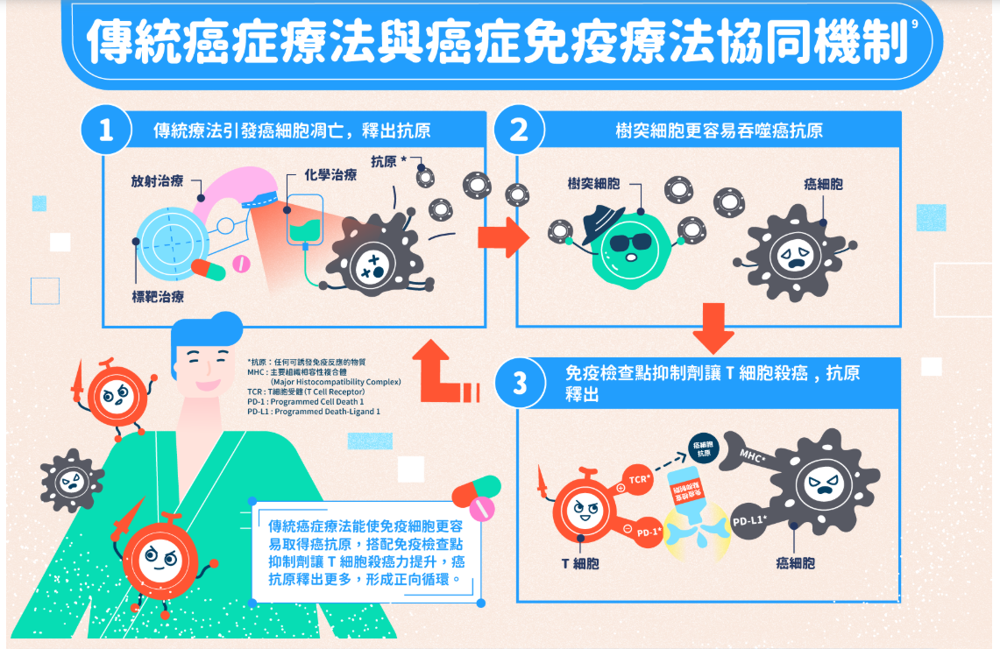 傳統癌症療法與癌症免疫療法協同機制9
1
傳統療法引發癌細胞凋亡，釋出抗原
放射治療
化學治療
抗原 *
標靶治療
2
樹突細胞更容易吞噬癌抗原
樹突細胞
癌細胞
3
免疫檢查點抑制劑讓 T 細胞殺癌，抗原
釋出
癌細胞
抗原
MHC*
TCR*
免疫檢查
點抑制劑
PD-1*
PD-L1*
T 細胞
癌細胞
*抗原：任何可誘發免疫反應的物質
MHC : 主要組織相容性複合體
(Major Histocompatibility Complex)
TCR : T細胞受體 (T Cell Receptor)
PD-1 : Programmed Cell Death 1
PD-L1 : Programmed Death-Ligand 1
傳統癌症療法能使免疫細胞更容
易取得癌抗原，搭配免疫檢查點
抑制劑讓 T 細胞殺癌力提升，癌
抗原釋出更多，形成正向循環。